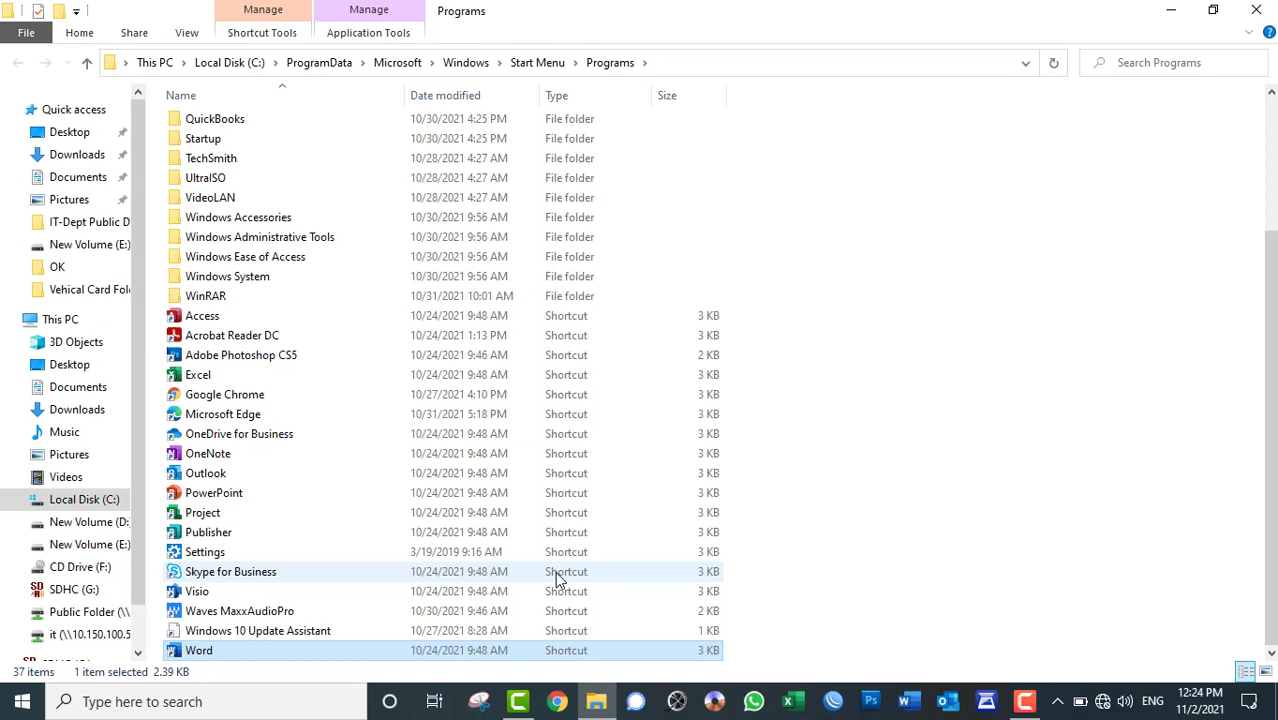 Manage Manage Programs
File Home Share View Shortcut Tools Application Tools
This PC Local Disk (C:) ProgramData Microsoft Windows Start Menu Programs Search Programs
Name Date modified Type Size
Quick access
Desktop
Downloads
Documents
Pictures
IT-Dept Public D
New Volume (E:)
OK
Vehical Card Fol
This PC
3D Objects
Desktop
Documents
Downloads
Music
Pictures
Videos
Local Disk (C:)
New Volume (D:
New Volume (E:)
CD Drive (F:)
SDHC (G:)
Public Folder (\\
it (\\10.150.100.5
QuickBooks 10/30/2021 4:25 PM File folder
Startup 10/30/2021 4:25 PM File folder
TechSmith 10/28/2021 4:27 AM File folder
UltraISO 10/28/2021 4:27 AM File folder
VideoLAN 10/28/2021 4:27 AM File folder
Windows Accessories 10/30/2021 9:56 AM File folder
Windows Administrative Tools 10/30/2021 9:56 AM File folder
Windows Ease of Access 10/30/2021 9:56 AM File folder
Windows System 10/30/2021 9:56 AM File folder
WinRAR 10/31/2021 10:01 AM File folder
Access 10/24/2021 9:48 AM Shortcut 3 KB
Acrobat Reader DC 10/24/2021 1:13 PM Shortcut 3 KB
Adobe Photoshop CS5 10/24/2021 9:46 AM Shortcut 2 KB
Excel 10/24/2021 9:48 AM Shortcut 3 KB
Google Chrome 10/27/2021 4:10 PM Shortcut 3 KB
Microsoft Edge 10/31/2021 5:18 PM Shortcut 3 KB
OneDrive for Business 10/24/2021 9:48 AM Shortcut 3 KB
OneNote 10/24/2021 9:48 AM Shortcut 3 KB
Outlook 10/24/2021 9:48 AM Shortcut 3 KB
PowerPoint 10/24/2021 9:48 AM Shortcut 3 KB
Project 10/24/2021 9:48 AM Shortcut 3 KB
Publisher 10/24/2021 9:48 AM Shortcut 3 KB
Settings 3/19/2019 9:16 AM Shortcut 3 KB
Skype for Business 10/24/2021 9:48 AM Shortcut 3 KB
Visio 10/24/2021 9:48 AM Shortcut 3 KB
Waves MaxxAudioPro 10/30/2021 9:46 AM Shortcut 2 KB
Windows 10 Update Assistant 10/27/2021 8:28 AM Shortcut 1 KB
Word 10/24/2021 9:48 AM Shortcut 3 KB
37 items 1 item selected 2.39 KB
Type here to search ENG 12:24 PM
11/2/2021